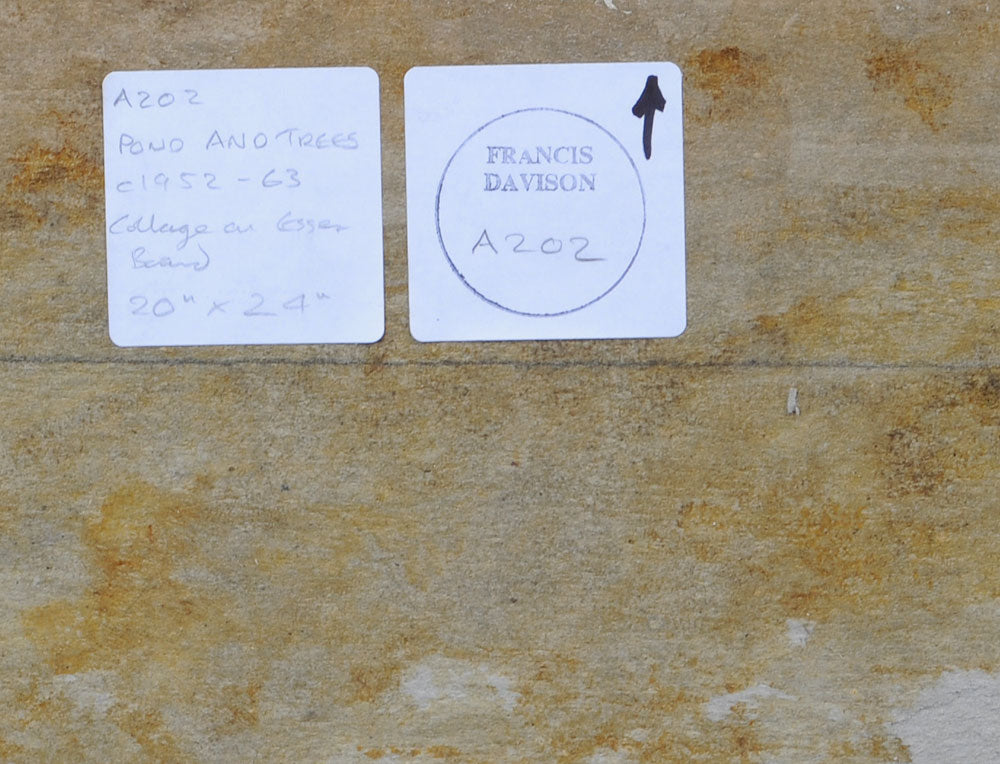 A202
POND AND TREES
c1952-63
Collage on Essex
Board
20" x 24"
FRANCIS
DAVISON
A202